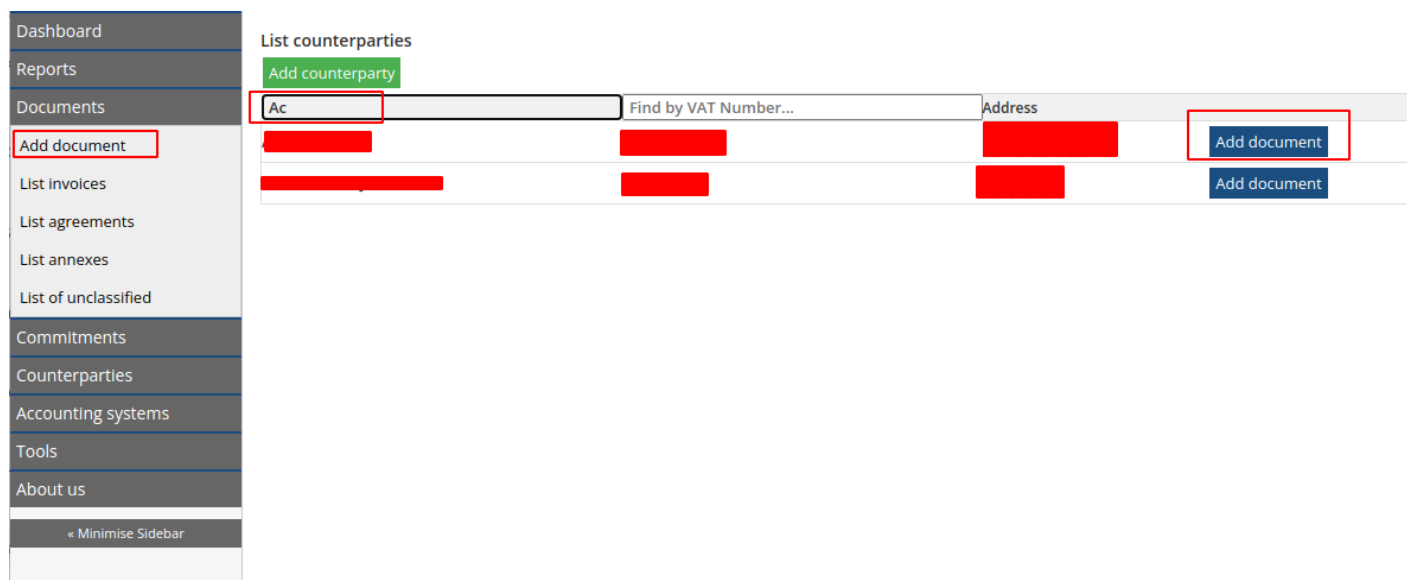 Dashboard
Reports
Documents
Add document
List invoices
List agreements
List annexes
List of unclassified
Commitments
Counterparties
Accounting systems
Tools
About us
« Minimise Sidebar
List counterparties
Add counterparty
Ac Find by VAT Number... Address
Add document
Add document